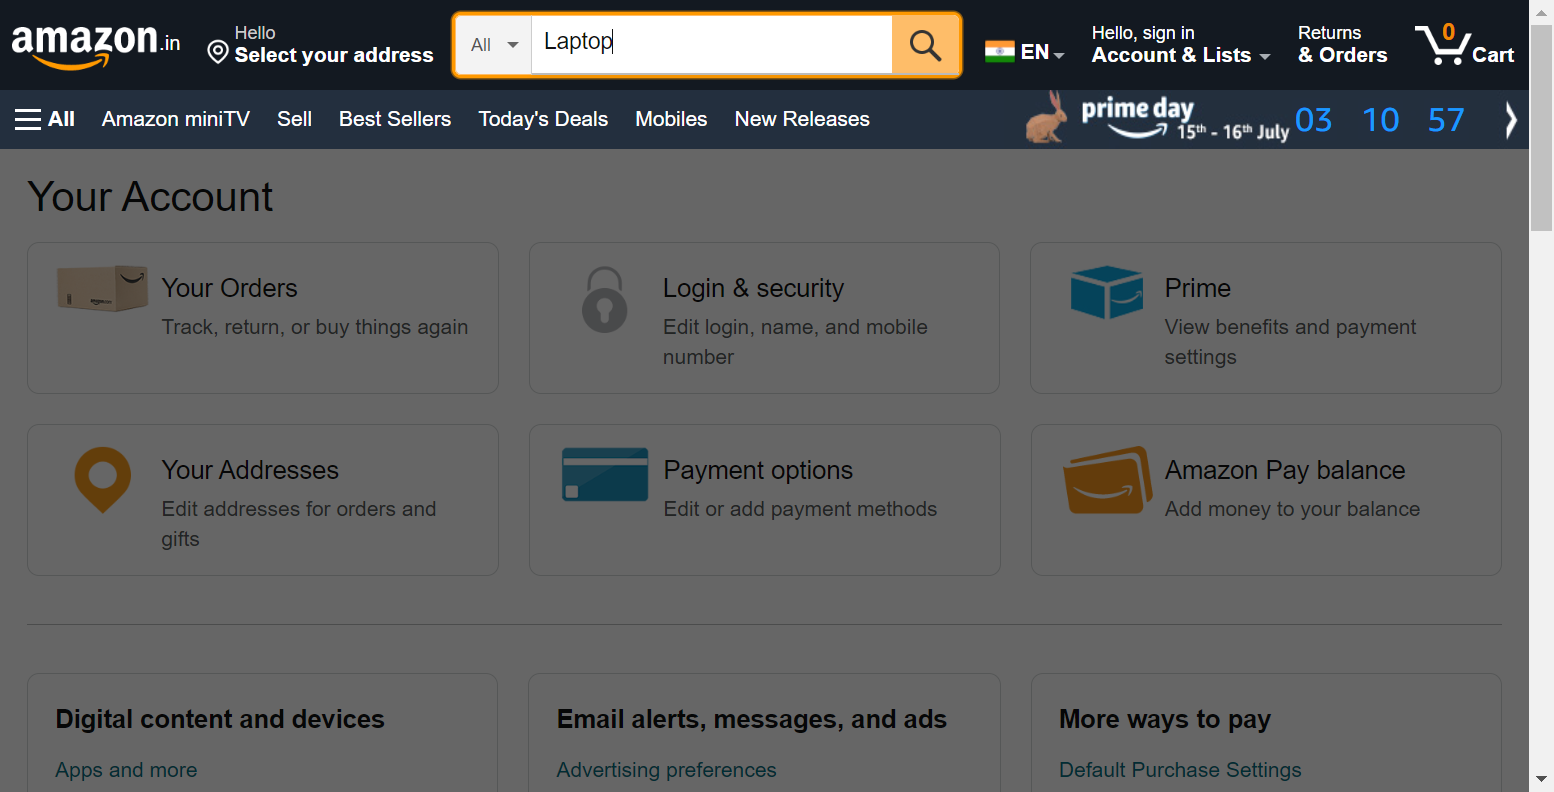 amazon.in
Hello
Select your address
All
Laptop
EN
Hello, sign in
Account & Lists
Returns
& Orders
0
Cart
All
Amazon miniTV
Sell
Best Sellers
Today's Deals
Mobiles
New Releases
prime day
15th - 16th July
03 10 57
Your Account
Your Orders
Track, return, or buy things again
Login & security
Edit login, name, and mobile
number
Prime
View benefits and payment
settings
Your Addresses
Edit addresses for orders and
gifts
Payment options
Edit or add payment methods
Amazon Pay balance
Add money to your balance
Digital content and devices
Apps and more
Email alerts, messages, and ads
Advertising preferences
More ways to pay
Default Purchase Settings